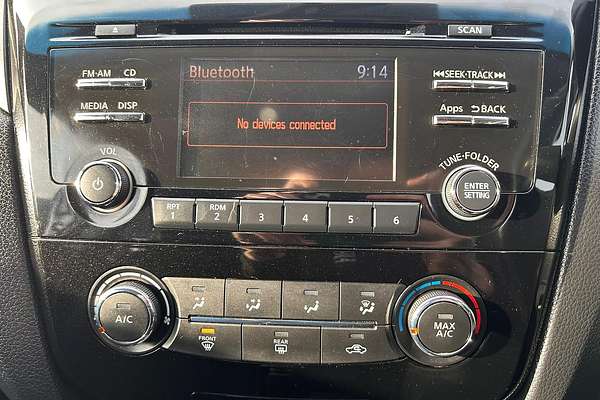 SCAN
FM·AM CD
MEDIA DISP
Bluetooth 9:14
No devices connected
SEEK·TRACK
Apps BACK
VOL
TUNE·FOLDER
ENTER
SETTING
RPT
1
RDM
2
3
4
5
6
A/C
MAX
A/C
FRONT
REAR